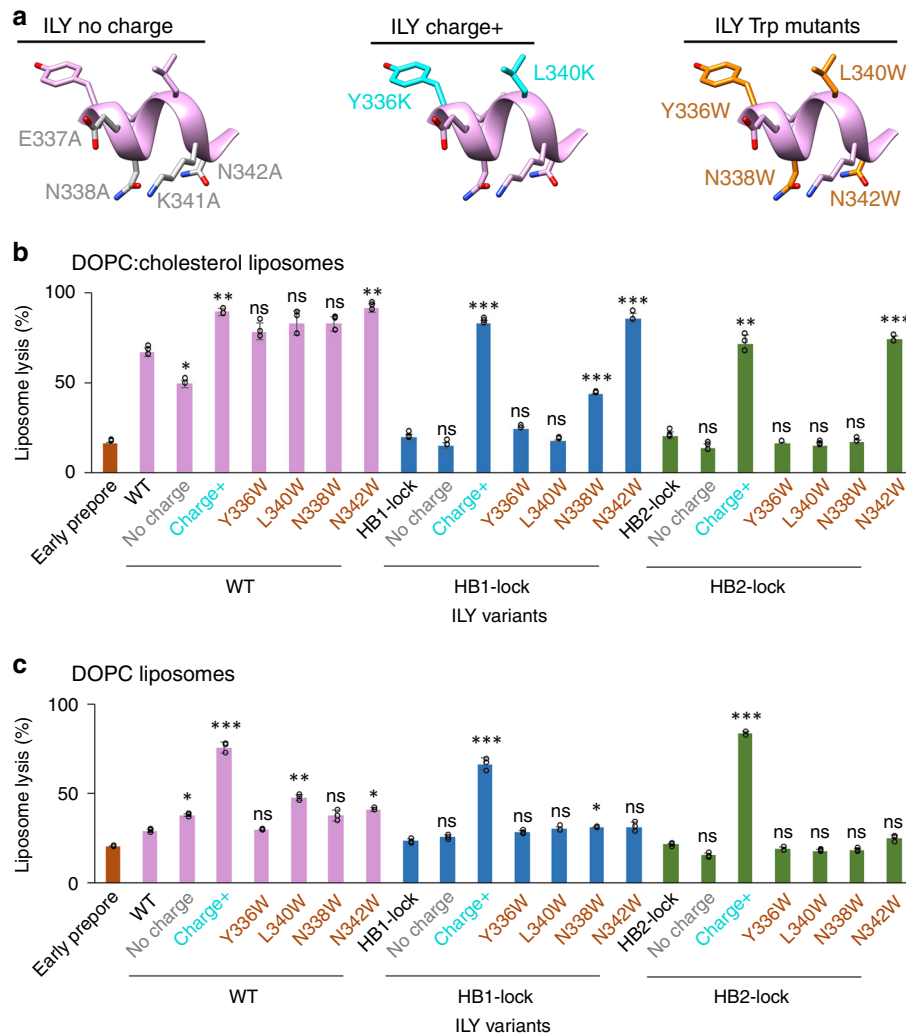 a
ILY no charge
ILY charge+
ILY Trp mutants
E337A
N338A
K341A
N342A
Y336K
L340K
Y336W
L340W
N338W
N342W
b
DOPC:cholesterol liposomes
Liposome lysis (%)
100
50
0
** ns ns ns ** * *** ns ns ns *** *** ** ns ns ns ns ***
Early prepore
WT
No charge
Charge+
Y336W
L340W
N338W
N342W
HB1-lock
No charge
Charge+
Y336W
L340W
N338W
N342W
HB2-lock
No charge
Charge+
Y336W
L340W
N338W
N342W
WT
HB1-lock
HB2-lock
ILY variants
c
DOPC liposomes
Liposome lysis (%)
100
50
0
* *** ns ** ns * ns *** ns ns * ns ns *** ns ns ns ns
Early prepore
WT
No charge
Charge+
Y336W
L340W
N338W
N342W
HB1-lock
No charge
Charge+
Y336W
L340W
N338W
N342W
HB2-lock
No charge
Charge+
Y336W
L340W
N338W
N342W
WT
HB1-lock
HB2-lock
ILY variants